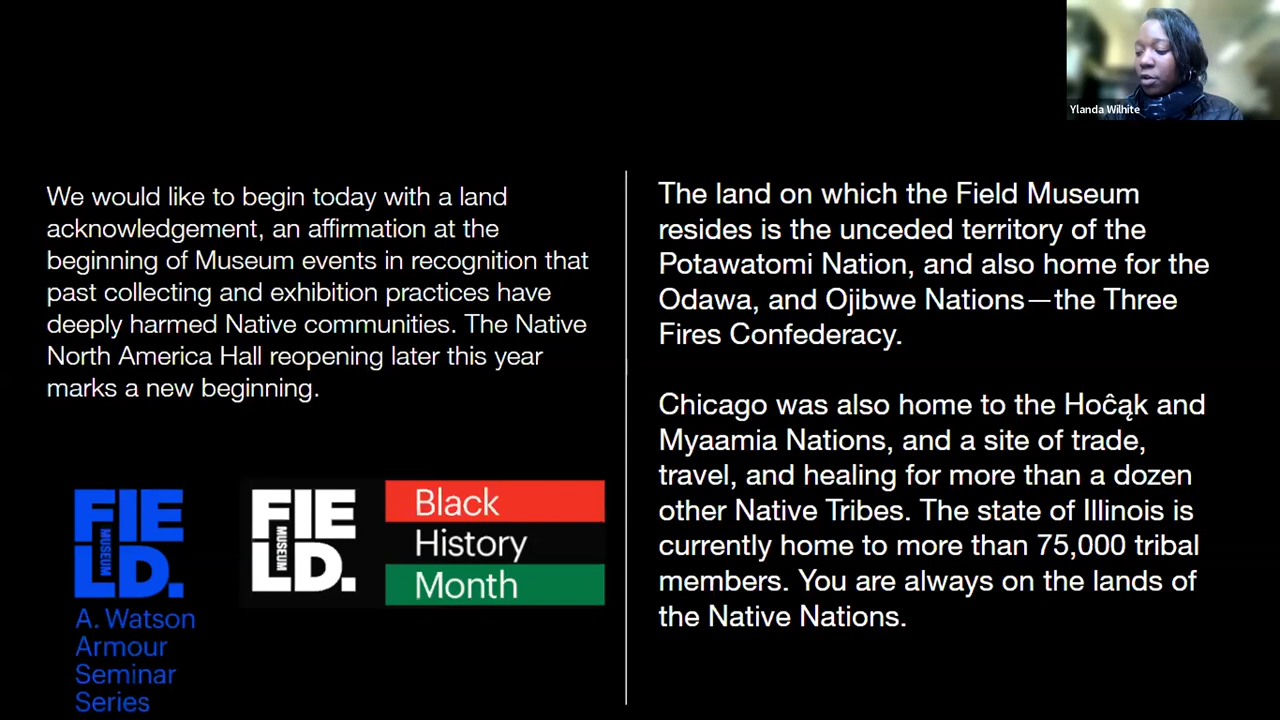 Ylanda Wilhite
We would like to begin today with a land
acknowledgement, an affirmation at the
beginning of Museum events in recognition that
past collecting and exhibition practices have
deeply harmed Native communities. The Native
North America Hall reopening later this year
marks a new beginning.
The land on which the Field Museum
resides is the unceded territory of the
Potawatomi Nation, and also home for the
Odawa, and Ojibwe Nations—the Three
Fires Confederacy.
Chicago was also home to the Hoĉąk and
Myaamia Nations, and a site of trade,
travel, and healing for more than a dozen
other Native Tribes. The state of Illinois is
currently home to more than 75,000 tribal
members. You are always on the lands of
the Native Nations.
FIE
LD.
MUSEUM
A. Watson
Armour
Seminar
Series
FIE
LD.
MUSEUM
Black
History
Month